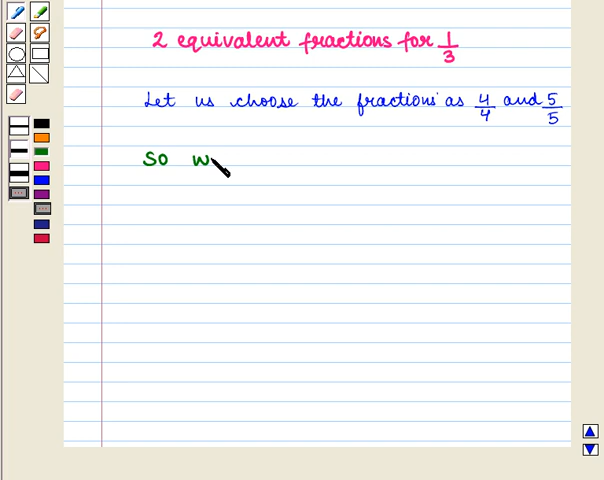 2 equivalent fractions for 1/3
Let us choose the fractions as 4/4 and 5/5
So w